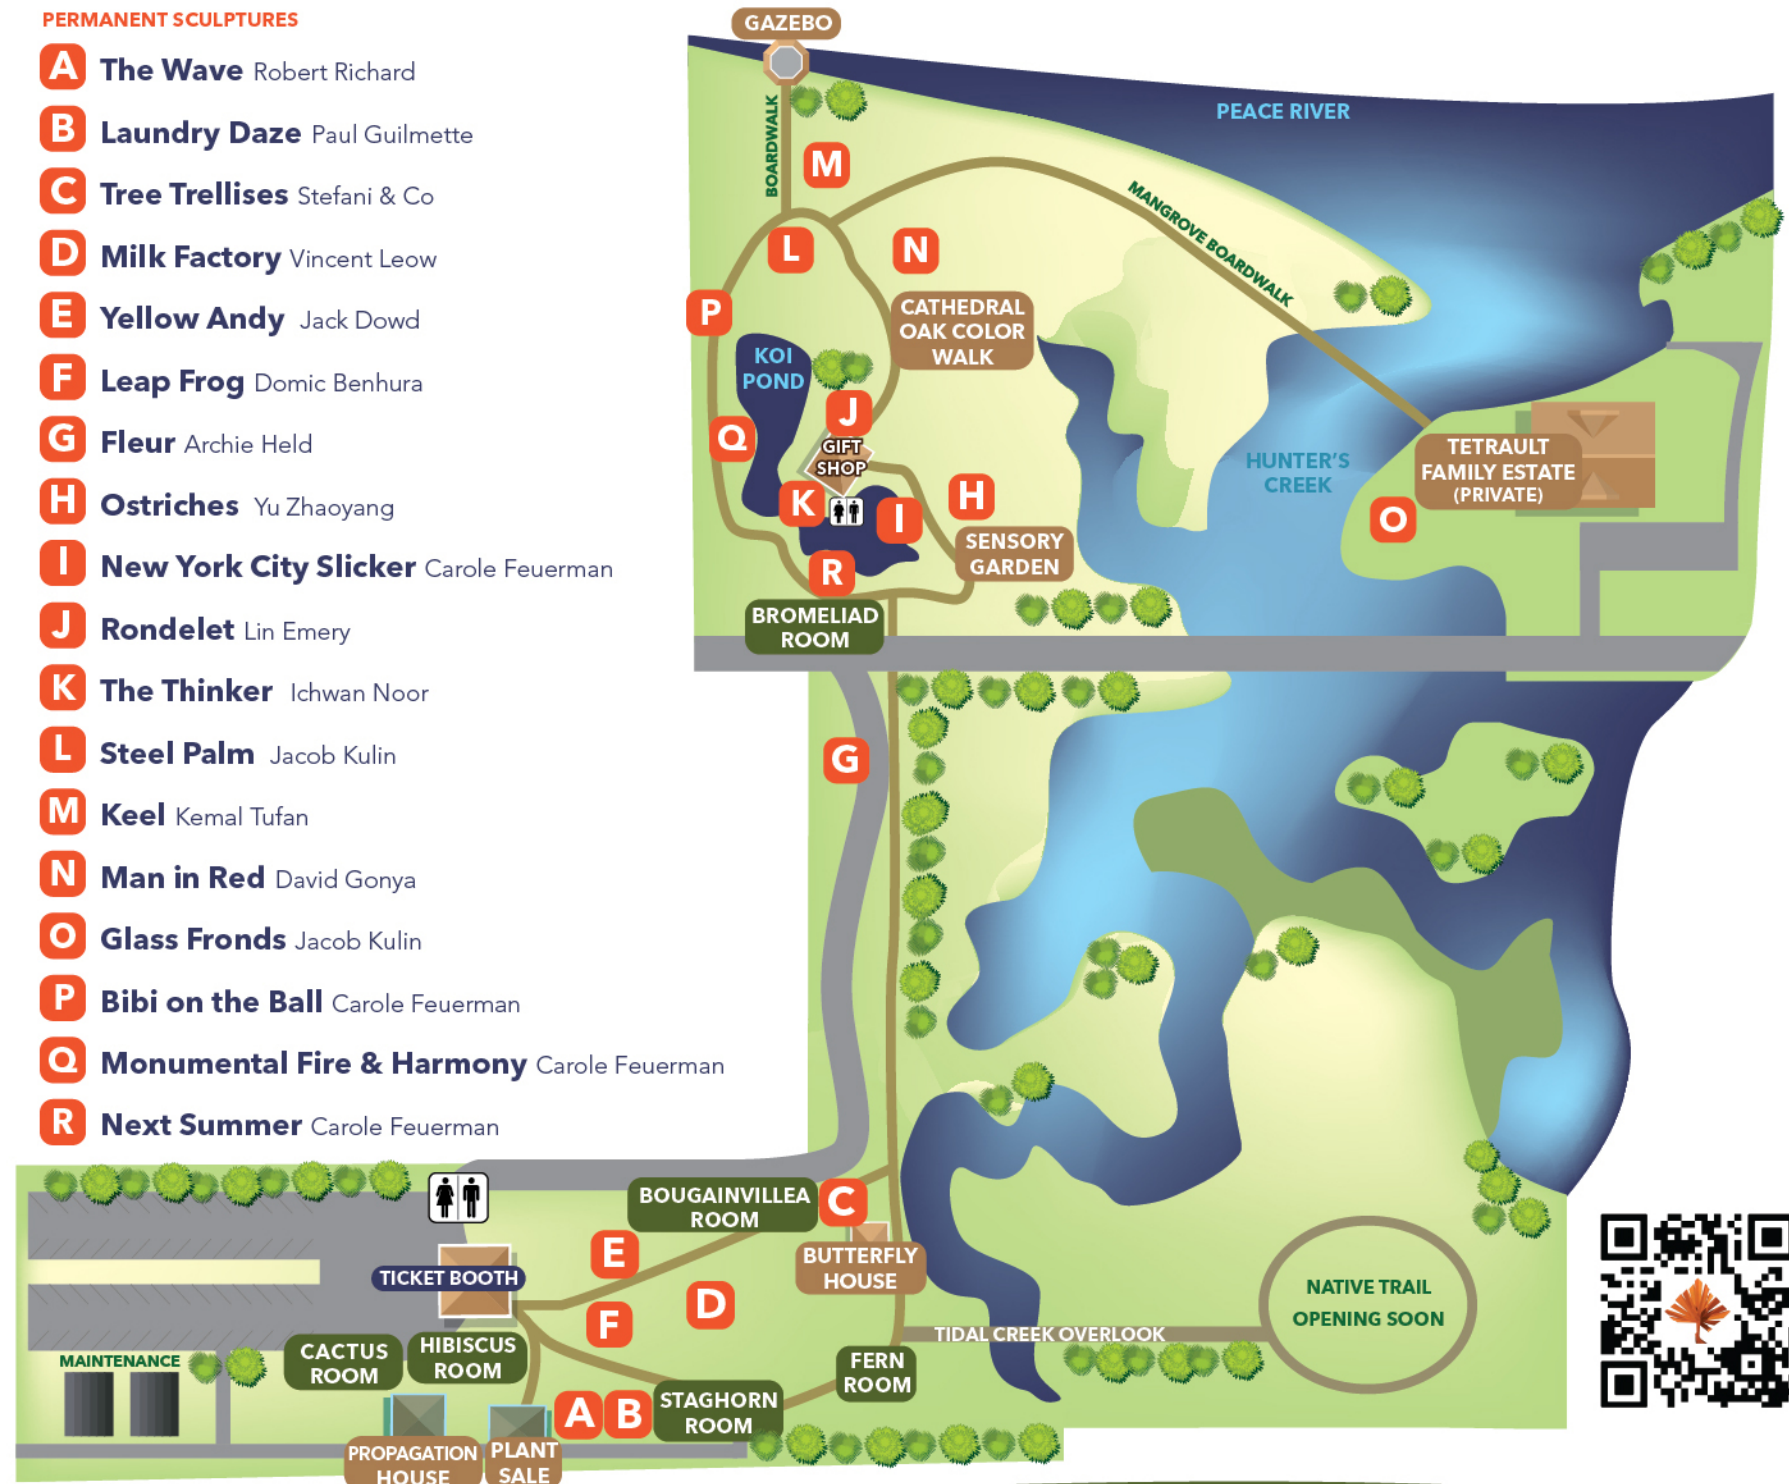 PERMANENT SCULPTURES
A The Wave Robert Richard
B Laundry Daze Paul Guilmette
C Tree Trellises Stefani & Co
D Milk Factory Vincent Leow
E Yellow Andy Jack Dowd
F Leap Frog Domic Benhura
G Fleur Archie Held
H Ostriches Yu Zhaoyang
I New York City Slicker Carole Feuerman
J Rondelet Lin Emery
K The Thinker Ichwan Noor
L Steel Palm Jacob Kulin
M Keel Kemal Tufan
N Man in Red David Gonya
O Glass Fronds Jacob Kulin
P Bibi on the Ball Carole Feuerman
Q Monumental Fire & Harmony Carole Feuerman
R Next Summer Carole Feuerman
GAZEBO
PEACE RIVER
BOARDWALK
M
MANGROVE BOARDWALK
L
N
P
CATHEDRAL
OAK COLOR
WALK
KOI
POND
J
Q
GIFT
SHOP
HUNTER'S
CREEK
TETRAULT
FAMILY ESTATE
(PRIVATE)
K
I
H
O
SENSORY
GARDEN
R
BROMELIAD
ROOM
G
BOUGAINVILLEA
ROOM
C
E
BUTTERFLY
HOUSE
TICKET BOOTH
D
F
NATIVE TRAIL
OPENING SOON
TIDAL CREEK OVERLOOK
MAINTENANCE
CACTUS
ROOM
HIBISCUS
ROOM
FERN
ROOM
A
B
STAGHORN
ROOM
PROPAGATION
HOUSE
PLANT
SALE